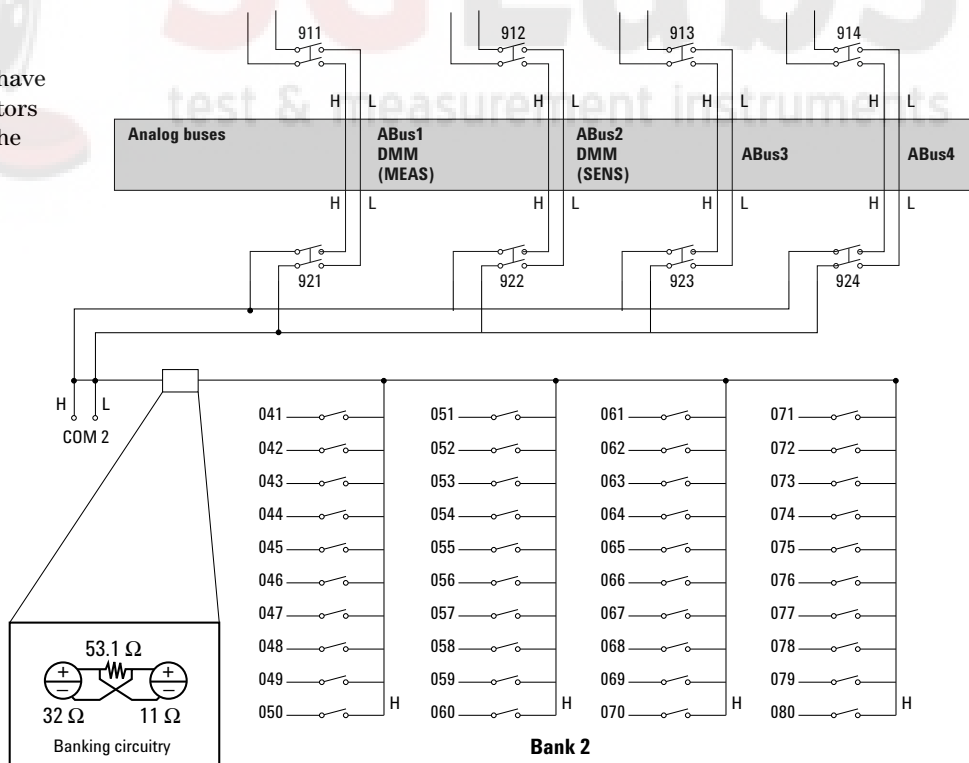 911 912 913 914
have
tors
he
test & measurement instruments
H L H L H L H L
Analog buses
ABus1
DMM
(MEAS)
ABus2
DMM
(SENS)
ABus3
ABus4
H L H L H L H L
921 922 923 924
H L
COM 2
041 051 061 071
042 052 062 072
043 053 063 073
044 054 064 074
045 055 065 075
046 056 066 076
047 057 067 077
048 058 068 078
049 059 069 079
050 H 060 H 070 H 080 H
53.1 Ω
+ +
– –
32 Ω 11 Ω
Banking circuitry
Bank 2